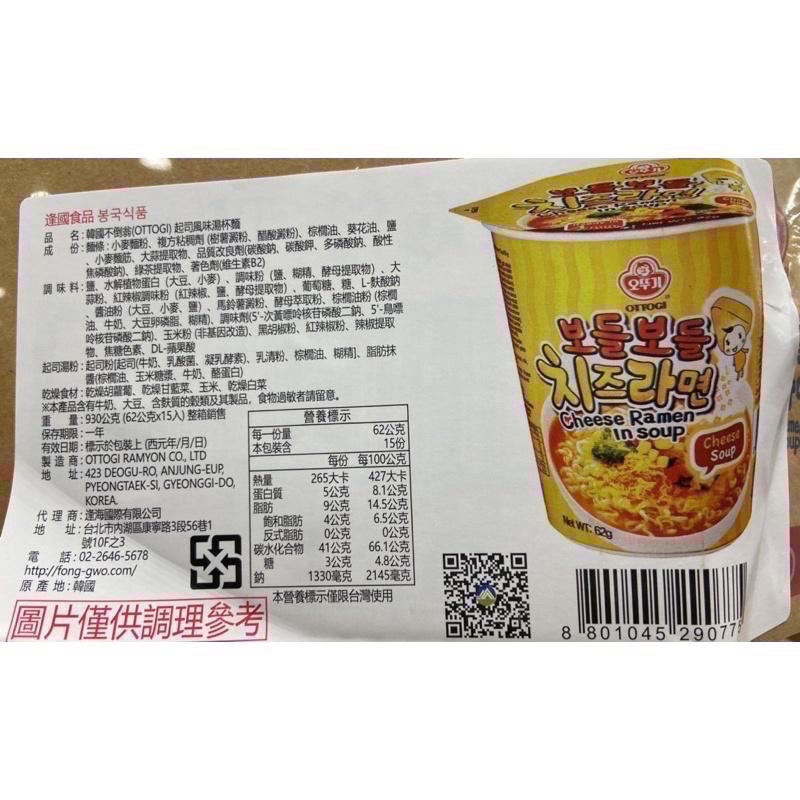 逢國食品 봉국식품
品　　名:韓國不倒翁(OTTOGI) 起司風味湯杯麵
成　　份:麵條:小麥麵粉、複方粘稠劑 (樹薯澱粉、醋酸澱粉)、棕櫚油、葵花油、鹽
、小麥麵筋、大蒜提取物、品質改良劑(碳酸鈉、碳酸鉀、多磷酸鈉、酸性
焦磷酸鈉)、綠茶提取物、著色劑(維生素B2)
調 味 料:鹽、水解植物蛋白 (大豆、小麥) 、調味粉 (鹽、糊精、酵母提取物) 、大
蒜粉、紅辣椒調味粉 (紅辣椒、鹽、酵母提取物) 、葡萄糖、糖、L-麩酸鈉
、醬油粉 (大豆、小麥、鹽) 、馬鈴薯澱粉、酵母萃取粉、棕櫚油粉 (棕櫚
油、牛奶、大豆卵磷脂、糊精)、調味劑(5'-次黃嘌呤核苷磷酸二鈉、5'-鳥嘌
呤核苷磷酸二鈉)、玉米粉 (非基因改造)、黑胡椒粉、紅辣椒粉、辣椒提取
物、焦糖色素、DL-蘋果酸
起司湯粉:起司粉[起司(牛奶、乳酸菌、凝乳酵素)、乳清粉、棕櫚油、糊精]、脂肪抹
醬(棕櫚油、玉米糖漿、牛奶、酪蛋白)
乾燥食材:乾燥胡蘿蔔、乾燥甘藍菜、玉米、乾燥白菜
※本產品含有牛奶、大豆、含麩質的穀類及其製品，食物過敏者請留意。
重　　量:930公克 (62公克x15入) 整箱銷售
保存期限:一年
有效日期:標示於包裝上 (西元年/月/日)
製 造 商:OTTOGI RAMYON CO., LTD
地　　址:423 DEOGU-RO, ANJUNG-EUP,
PYEONGTAEK-SI, GYEONGGI-DO,
KOREA.
代 理 商:逢海國際有限公司
地　　址:台北市內湖區康寧路3段56巷1
號10F之3
電　　話:02-2646-5678
http://fong-gwo.com/
原 產 地:韓國
圖片僅供調理參考
營養標示
每一份量 62公克
本包裝含 15份
每份 每100公克
熱量 265大卡 427大卡
蛋白質 5公克 8.1公克
脂肪 9公克 14.5公克
飽和脂肪 4公克 6.5公克
反式脂肪 0公克 0公克
碳水化合物 41公克 66.1公克
糖 3公克 4.8公克
鈉 1330毫克 2145毫克
本營養標示僅限台灣使用
보들보들
치즈라면
오뚜기
OTTOGI
보들보들
치즈라면
Cheese Ramen
in soup
Cheese
Soup
Net WT. 62g
8 801045 29077